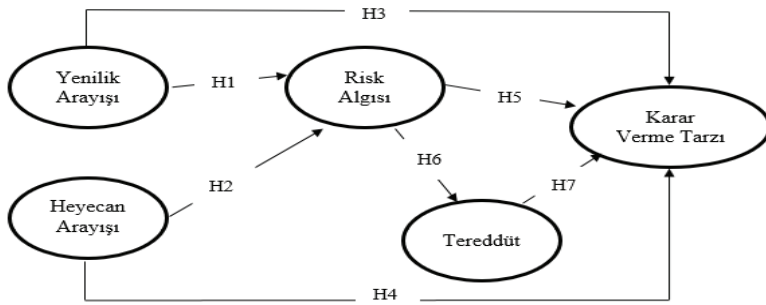 H3
Yenilik
Arayışı
H1
Risk
Algısı
H5
Karar
Verme Tarzı
H2
H6
H7
Heyecan
Arayışı
Tereddüt
H4